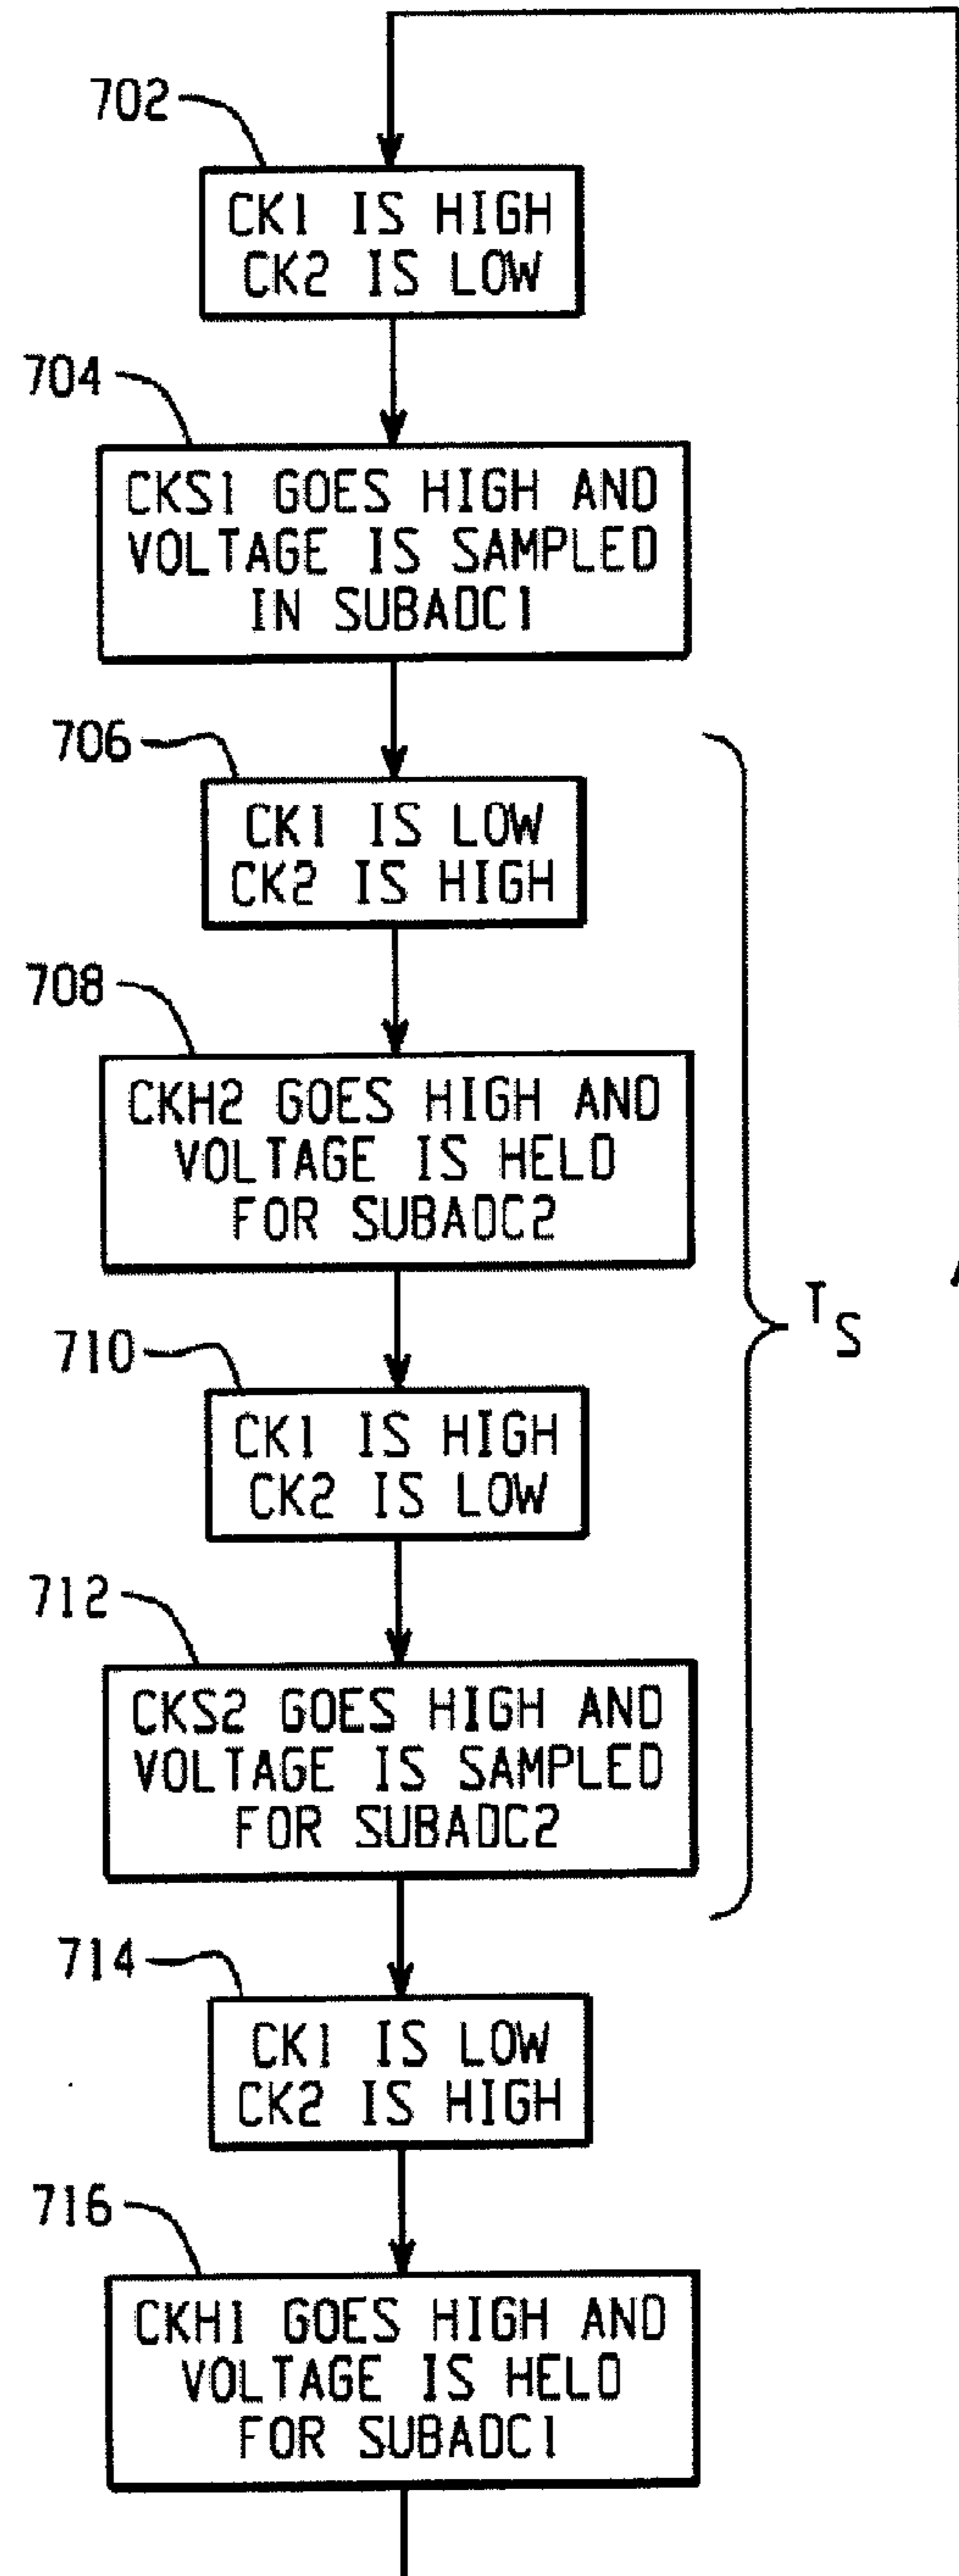 702
CK1 IS HIGH
CK2 IS LOW
704
CKS1 GOES HIGH AND
VOLTAGE IS SAMPLED
IN SUBADC1
706
CK1 IS LOW
CK2 IS HIGH
708
CKH2 GOES HIGH AND
VOLTAGE IS HELD
FOR SUBADC2
TS
710
CK1 IS HIGH
CK2 IS LOW
712
CKS2 GOES HIGH AND
VOLTAGE IS SAMPLED
FOR SUBADC2
714
CK1 IS LOW
CK2 IS HIGH
716
CKH1 GOES HIGH AND
VOLTAGE IS HELD
FOR SUBADC1